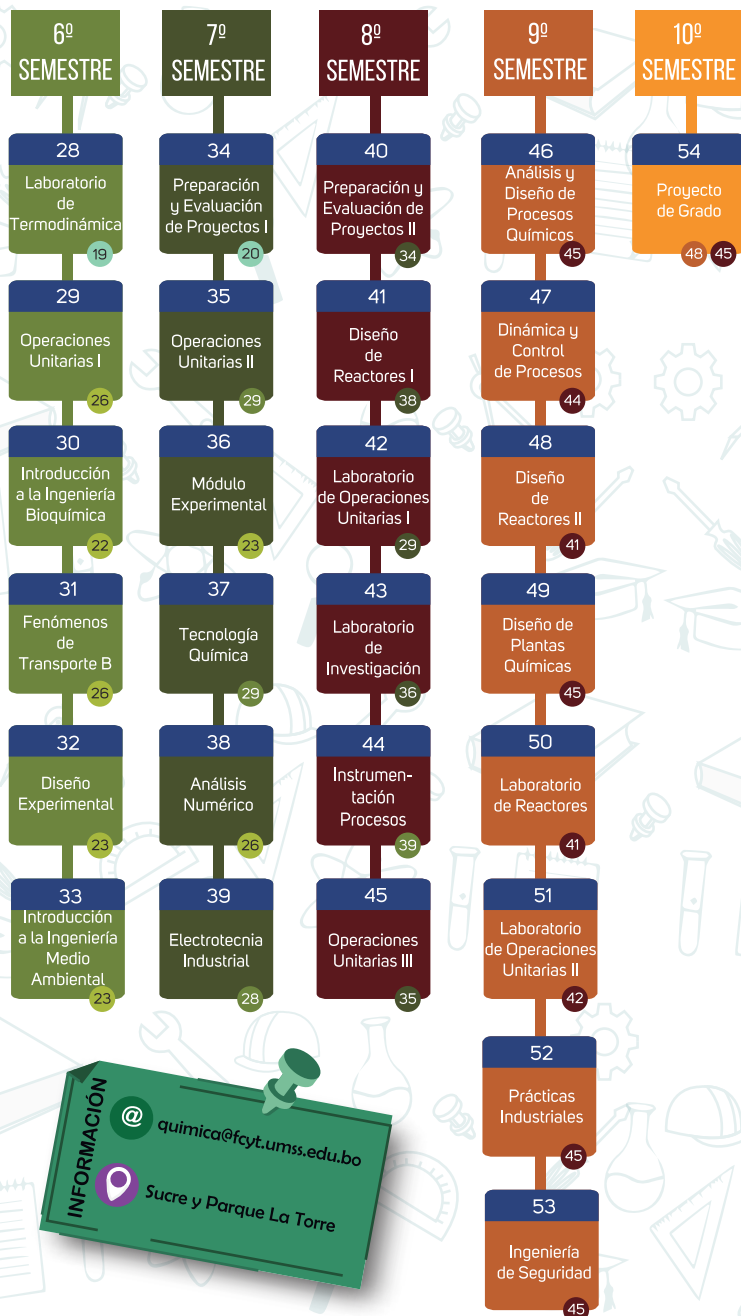 6º
SEMESTRE
28
Laboratorio
de
Termodinámica
19
29
Operaciones
Unitarias I
26
30
Introducción
a la Ingeniería
Bioquímica
22
31
Fenómenos
de
Transporte B
26
32
Diseño
Experimental
23
33
Introducción
a la Ingeniería
Medio
Ambiental
23
7º
SEMESTRE
34
Preparación
y Evaluación
de Proyectos I
20
35
Operaciones
Unitarias II
29
36
Módulo
Experimental
23
37
Tecnología
Química
29
38
Análisis
Numérico
26
39
Electrotecnia
Industrial
28
8º
SEMESTRE
40
Preparación y
Evaluación de
Proyectos II
34
41
Diseño
de
Reactores I
38
42
Laboratorio
de Operaciones
Unitarias I
29
43
Laboratorio
de
Investigación
36
44
Instrumen-
tación
Procesos
39
45
Operaciones
Unitarias III
35
9º
SEMESTRE
46
Análisis y
Diseño de
Procesos
Químicos
45
47
Dinámica y
Control
de Procesos
44
48
Diseño
de
Reactores II
41
49
Diseño de
Plantas
Químicas
45
50
Laboratorio
de Reactores
41
51
Laboratorio
de Operaciones
Unitarias II
42
52
Prácticas
Industriales
45
53
Ingeniería
de Seguridad
45
10º
SEMESTRE
54
Proyecto
de Grado
48 45
INFORMACIÓN
@ quimica@fcyt.umss.edu.bo
Sucre y Parque La Torre